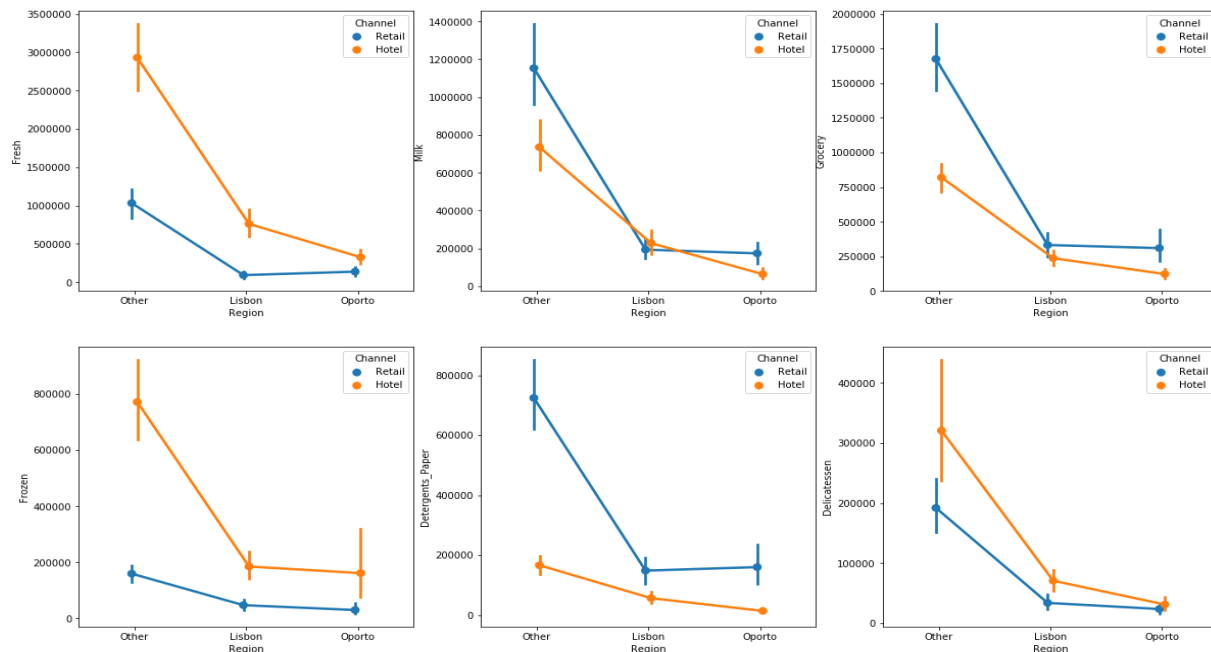 Fresh
3500000
3000000
2500000
2000000
1500000
1000000
500000
0
Channel
Retail
Hotel
Other Lisbon Oporto
Region
Milk
1400000
1200000
1000000
800000
600000
400000
200000
0
Channel
Retail
Hotel
Other Lisbon Oporto
Region
Grocery
2000000
1750000
1500000
1250000
1000000
750000
500000
250000
0
Channel
Retail
Hotel
Other Lisbon Oporto
Region
Frozen
800000
600000
400000
200000
0
Channel
Retail
Hotel
Other Lisbon Oporto
Region
Detergents_Paper
800000
600000
400000
200000
0
Channel
Retail
Hotel
Other Lisbon Oporto
Region
Delicatessen
400000
300000
200000
100000
0
Channel
Retail
Hotel
Other Lisbon Oporto
Region